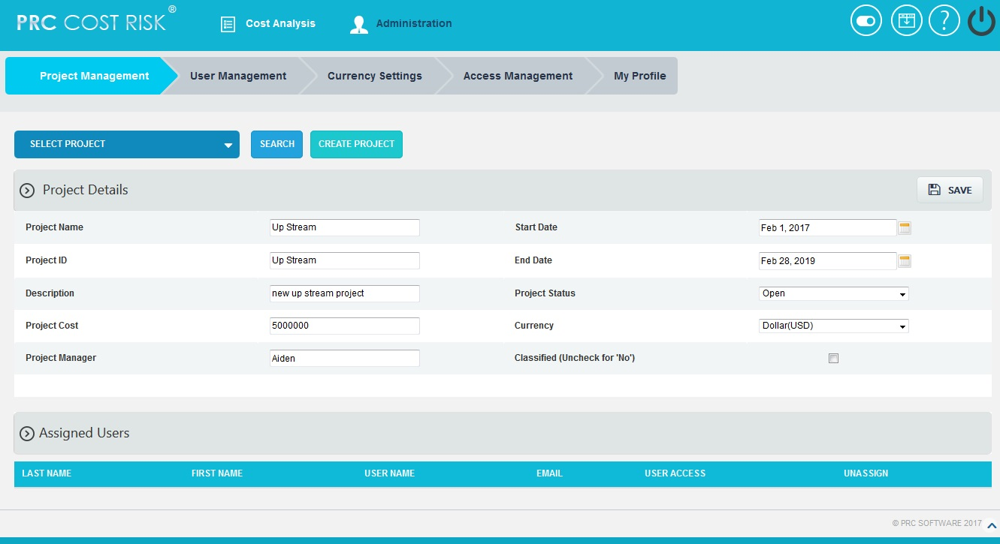 PRC COST RISK®
Cost Analysis
Administration
?
Project Management
User Management
Currency Settings
Access Management
My Profile
SELECT PROJECT
SEARCH
CREATE PROJECT
Project Details
SAVE
Project Name
Up Stream
Start Date
Feb 1, 2017
Project ID
Up Stream
End Date
Feb 28, 2019
Description
new up stream project
Project Status
Open
Project Cost
5000000
Currency
Dollar(USD)
Project Manager
Aiden
Classified (Uncheck for 'No')
Assigned Users
LAST NAME
FIRST NAME
USER NAME
EMAIL
USER ACCESS
UNASSIGN
© PRC SOFTWARE 2017